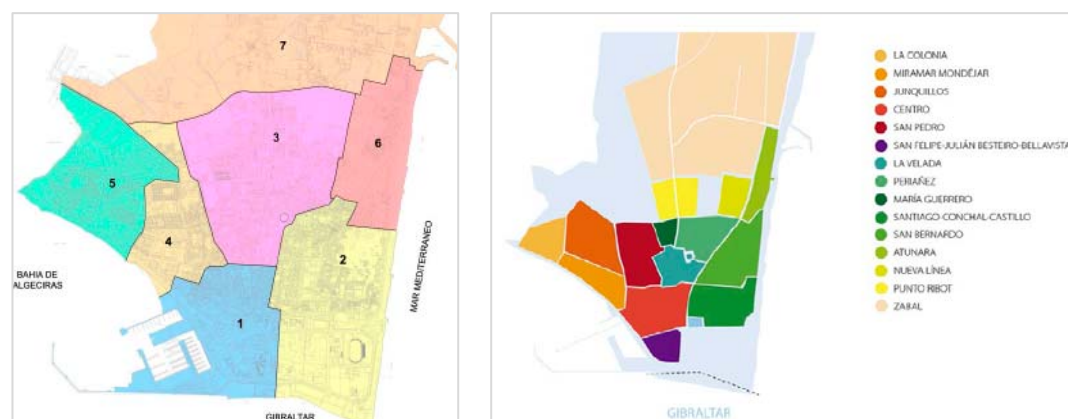 7
3
6
5
4
2
1
BAHIA DE
ALGECIRAS
MAR MEDITERRANEO
GIBRALTAR
LA COLONIA
MIRAMAR MONDÉJAR
JUNQUILLOS
CENTRO
SAN PEDRO
SAN FELIPE-JULIÁN BESTEIRO-BELLAVISTA
LA VELADA
PERIAÑEZ
MARÍA GUERRERO
SANTIAGO-CONCHAL-CASTILLO
SAN BERNARDO
ATUNARA
NUEVA LÍNEA
PUNTO RIBOT
ZABAL
GIBRALTAR